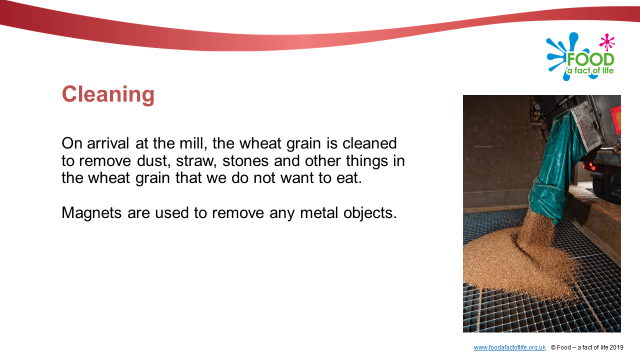 FOOD
a fact of life
Cleaning
On arrival at the mill, the wheat grain is cleaned
to remove dust, straw, stones and other things in
the wheat grain that we do not want to eat.
Magnets are used to remove any metal objects.
www.foodafactoflife.org.uk © Food – a fact of life 2019